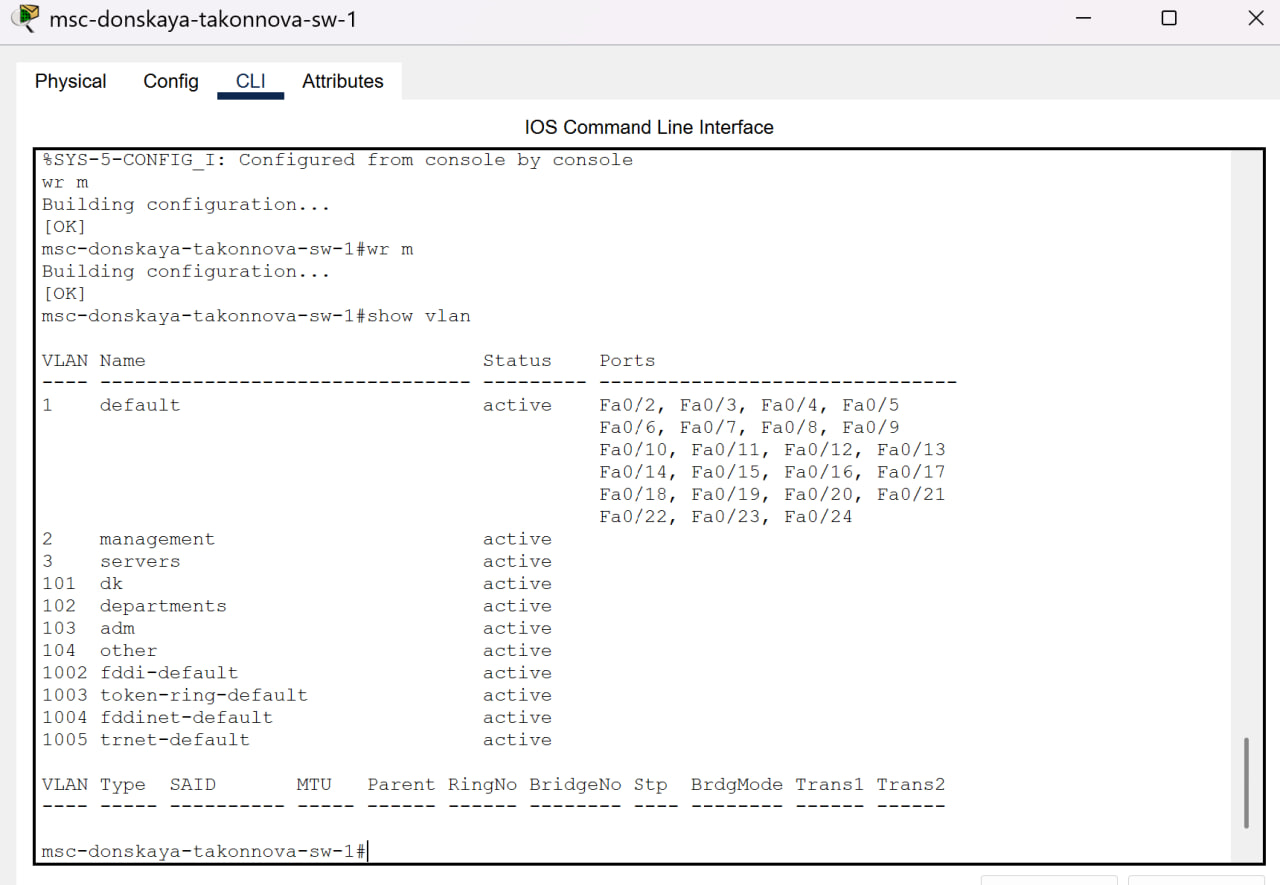 msc-donskaya-takonnova-sw-1
Physical Config CLI Attributes
IOS Command Line Interface
%SYS-5-CONFIG_I: Configured from console by console
wr m
Building configuration...
[OK]
msc-donskaya-takonnova-sw-1#wr m
Building configuration...
[OK]
msc-donskaya-takonnova-sw-1#show vlan
VLAN Name                             Status    Ports
---- -------------------------------- --------- -------------------------------
1    default                          active    Fa0/2, Fa0/3, Fa0/4, Fa0/5
                                                Fa0/6, Fa0/7, Fa0/8, Fa0/9
                                                Fa0/10, Fa0/11, Fa0/12, Fa0/13
                                                Fa0/14, Fa0/15, Fa0/16, Fa0/17
                                                Fa0/18, Fa0/19, Fa0/20, Fa0/21
                                                Fa0/22, Fa0/23, Fa0/24
2    management                       active
3    servers                          active
101  dk                               active
102  departments                      active
103  adm                              active
104  other                            active
1002 fddi-default                     active
1003 token-ring-default               active
1004 fddinet-default                  active
1005 trnet-default                    active
VLAN Type  SAID       MTU   Parent RingNo BridgeNo Stp  BrdgMode Trans1 Trans2
---- ----- ---------- ----- ------ ------ -------- ---- -------- ------ ------
msc-donskaya-takonnova-sw-1#